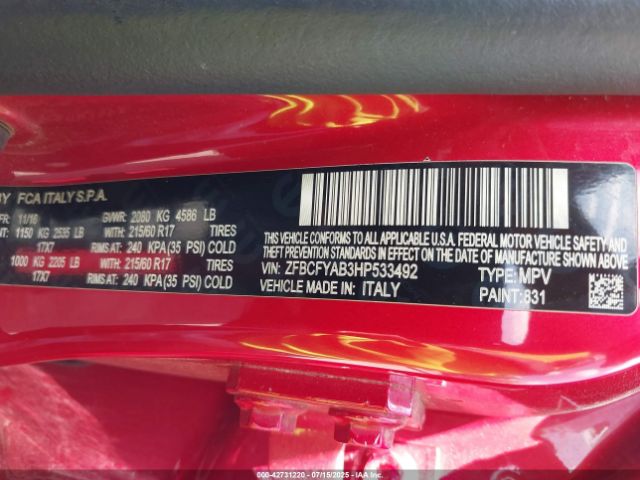 BY FCA ITALY S.P.A.
FR: 11/16 GVWR: 2080 KG 4586 LB
T: 1150 KG 2535 LB WITH: 215/60 R17 TIRES
17X7 RIMS AT: 240 KPA(35 PSI) COLD
1000 KG 2205 LB WITH: 215/60 R17 TIRES
17X7 RIMS AT: 240 KPA(35 PSI) COLD
THIS VEHICLE CONFORMS TO ALL APPLICABLE U.S.A. FEDERAL MOTOR VEHICLE SAFETY,
BUMPER, AND THEFT PREVENTION STANDARDS IN EFFECT ON THE DATE OF MANUFACTURE SHOWN ABOVE.
VIN: ZFBCFYAB3HP533492 TYPE: MPV
VEHICLE MADE IN: ITALY PAINT: 831
000-42731220 07/15/2025 IAA Inc.